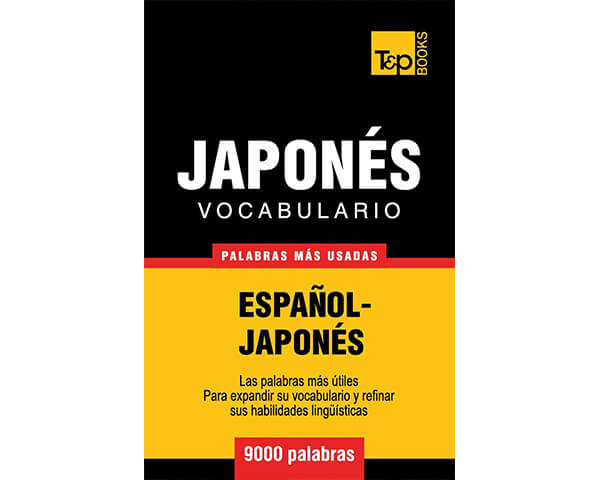 T&p BOOKS
JAPONÉS
VOCABULARIO
PALABRAS MÁS USADAS
ESPAÑOL-
JAPONÉS
Las palabras más útiles
Para expandir su vocabulario y refinar
sus habilidades lingüísticas
9000 palabras